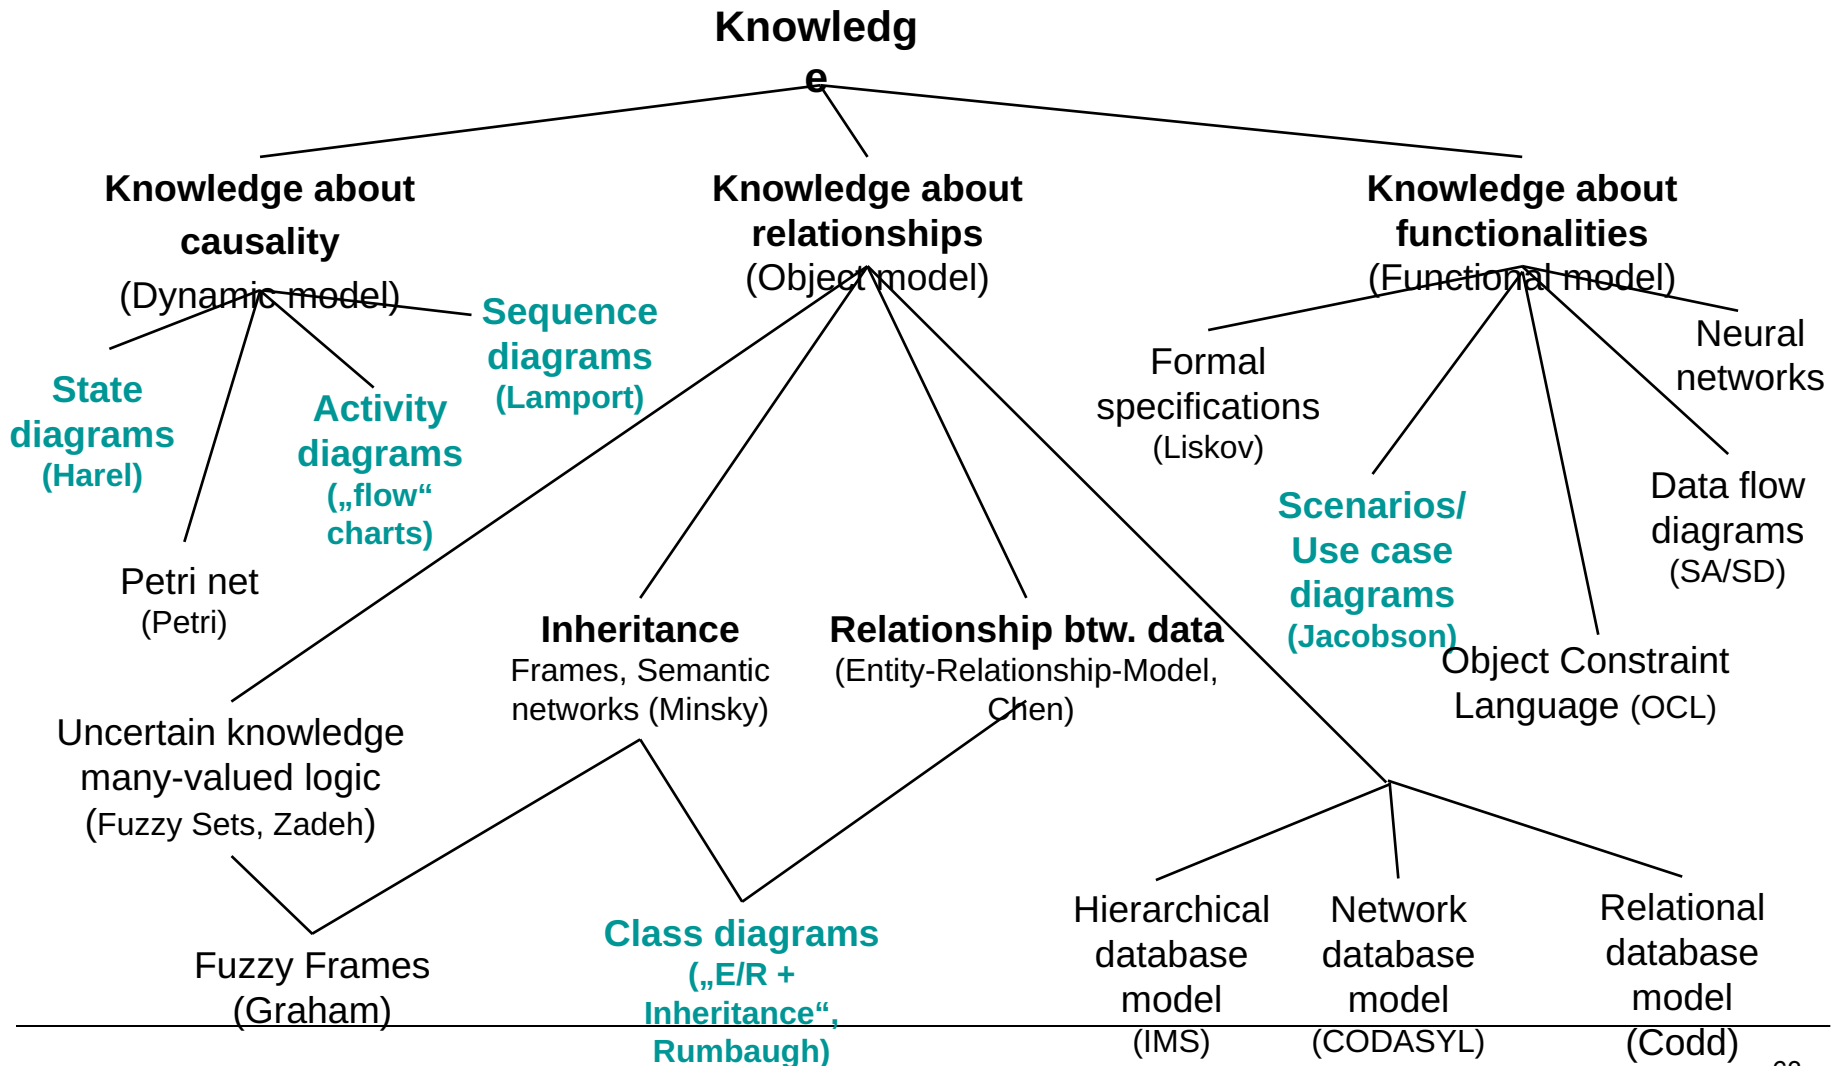 Knowledg
e
Knowledge about
causality
(Dynamic model)
Knowledge about
relationships
(Object model)
Knowledge about
functionalities
(Functional model)
State
diagrams
(Harel)
Petri net
(Petri)
Activity
diagrams
(„flow“
charts)
Sequence
diagrams
(Lamport)
Formal
specifications
(Liskov)
Scenarios/
Use case
diagrams
(Jacobson)
Neural
networks
Data flow
diagrams
(SA/SD)
Object Constraint
Language (OCL)
Uncertain knowledge
many-valued logic
(Fuzzy Sets, Zadeh)
Inheritance
Frames, Semantic
networks (Minsky)
Relationship btw. data
(Entity-Relationship-Model,
Chen)
Fuzzy Frames
(Graham)
Class diagrams
(„E/R +
Inheritance“,
Rumbaugh)
Hierarchical
database
model
(IMS)
Network
database
model
(CODASYL)
Relational
database
model
(Codd)